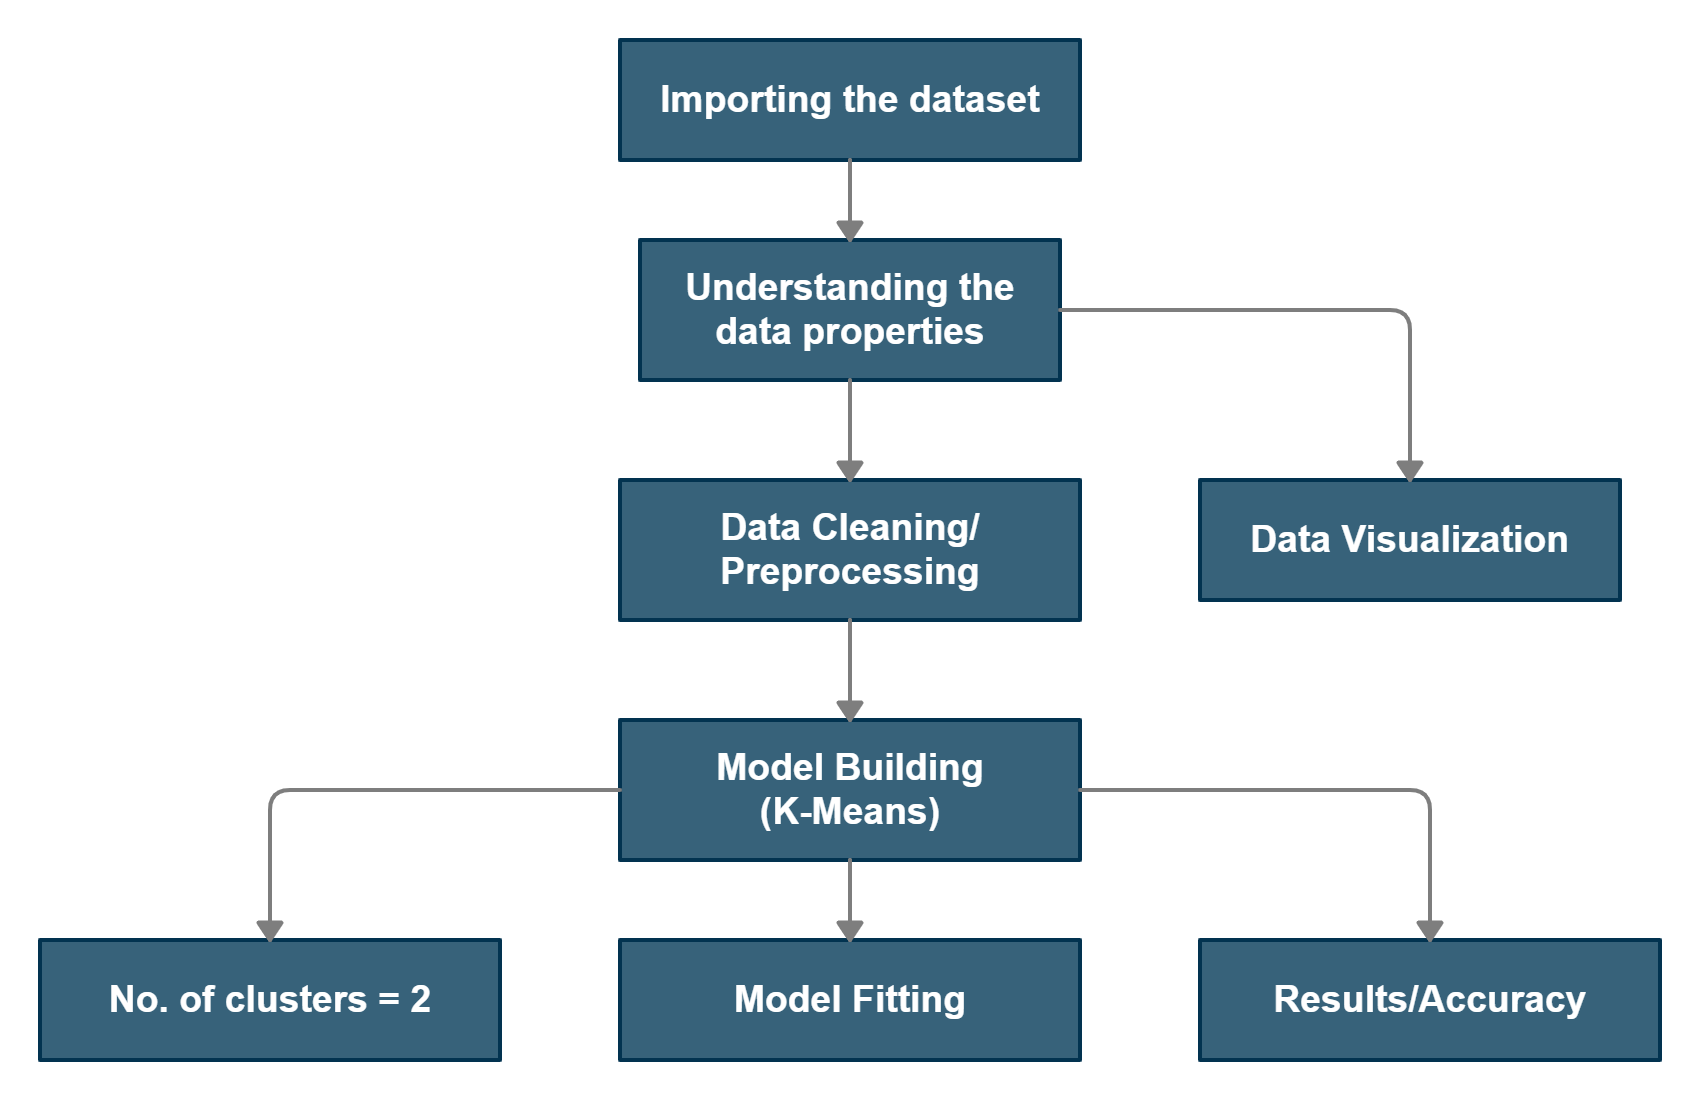 Importing the dataset
Understanding the
data properties
Data Cleaning/
Preprocessing
Data Visualization
Model Building
(K-Means)
No. of clusters = 2
Model Fitting
Results/Accuracy